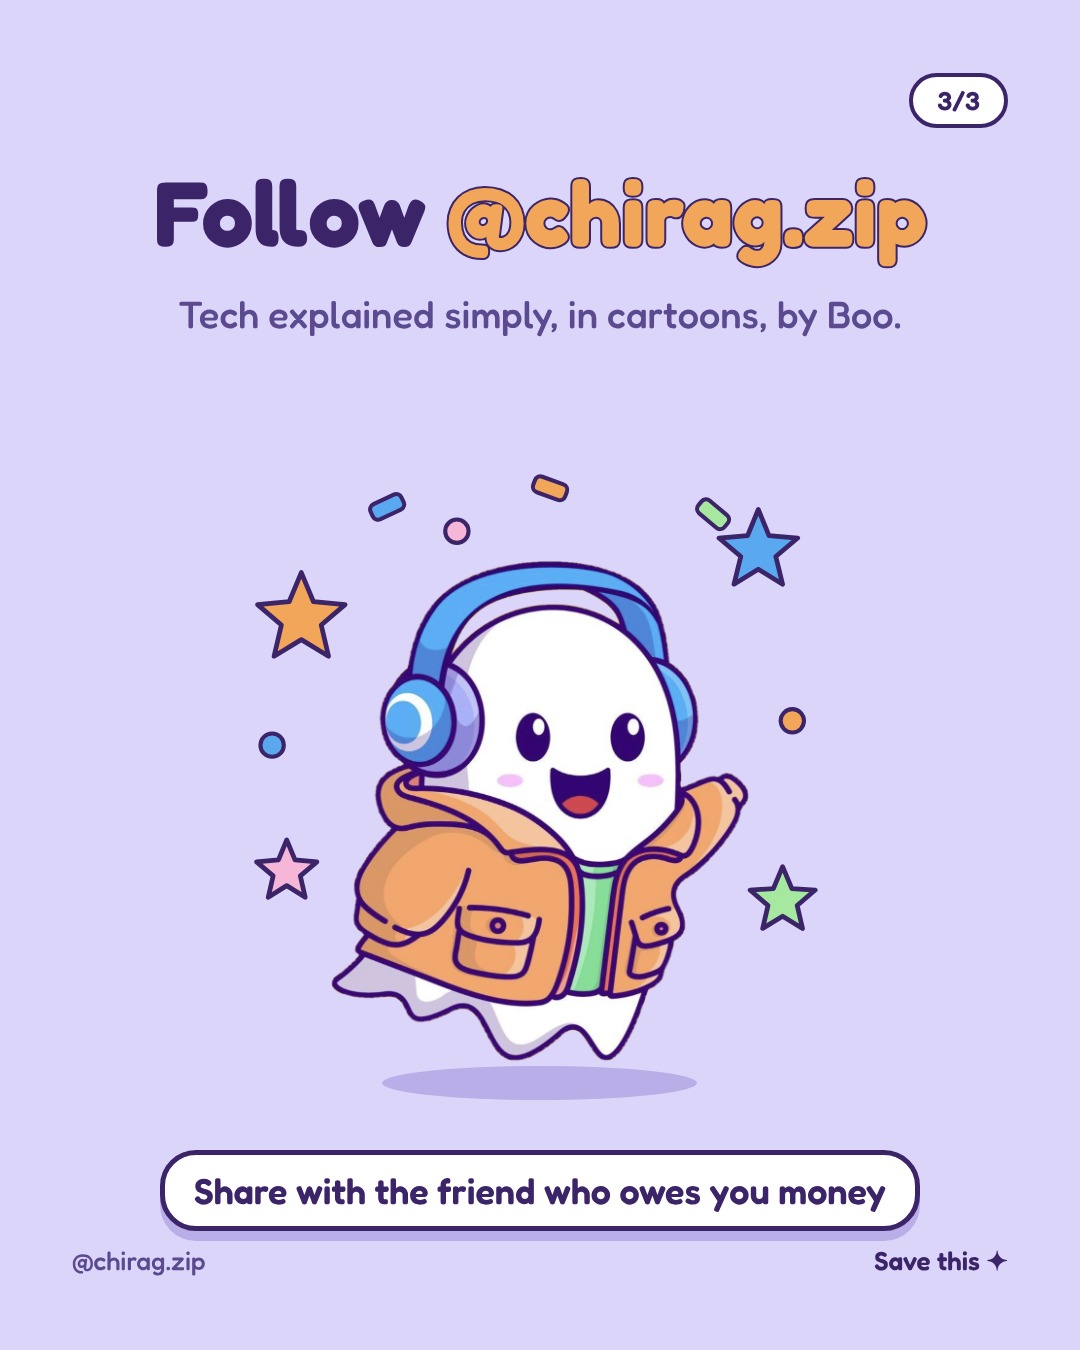 3/3
Follow @chirag.zip
Tech explained simply, in cartoons, by Boo.
Share with the friend who owes you money
@chirag.zip
Save this ✦